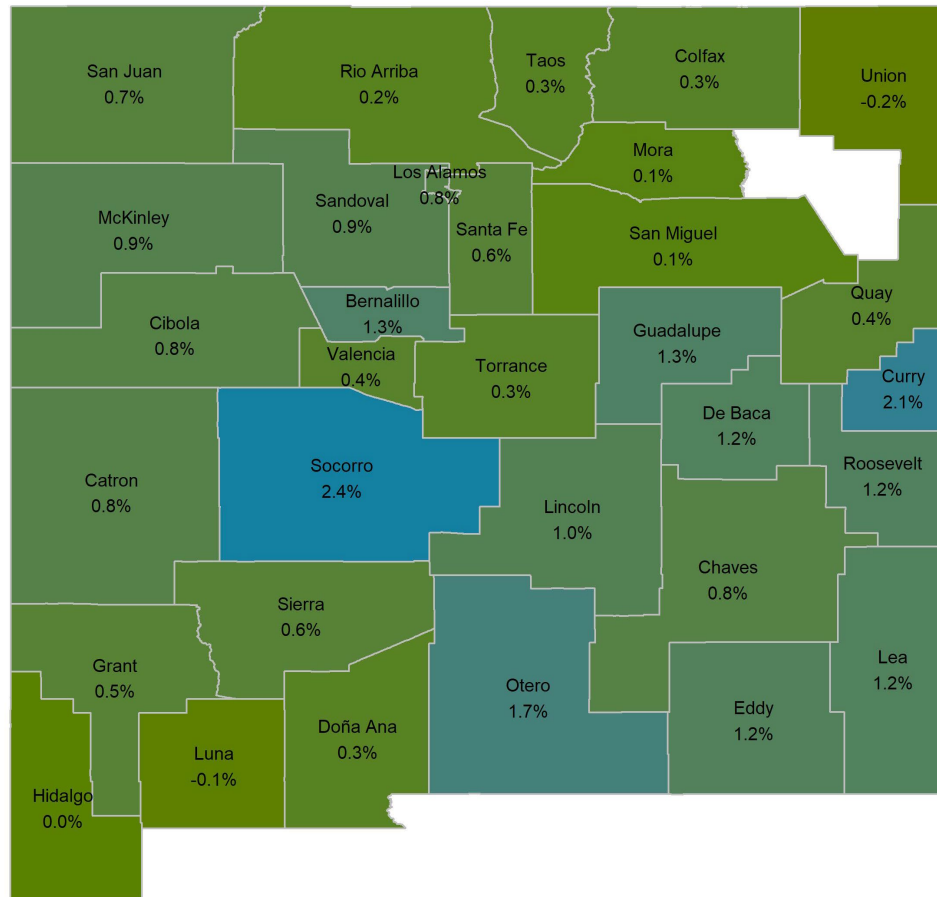 San Juan
0.7%
Rio Arriba
0.2%
Taos
0.3%
Colfax
0.3%
Union
-0.2%
Mora
0.1%
Los Alamos
0.8%
McKinley
0.9%
Sandoval
0.9%
Santa Fe
0.6%
San Miguel
0.1%
Quay
0.4%
Cibola
0.8%
Bernalillo
1.3%
Valencia
0.4%
Torrance
0.3%
Guadalupe
1.3%
Curry
2.1%
De Baca
1.2%
Roosevelt
1.2%
Catron
0.8%
Socorro
2.4%
Lincoln
1.0%
Chaves
0.8%
Sierra
0.6%
Grant
0.5%
Otero
1.7%
Lea
1.2%
Eddy
1.2%
Doña Ana
0.3%
Luna
-0.1%
Hidalgo
0.0%